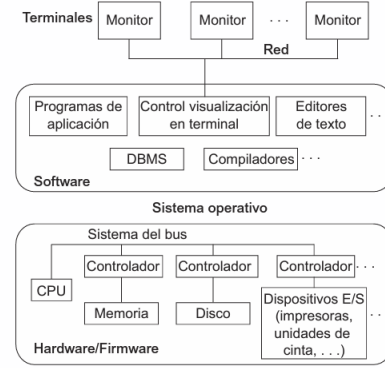 Terminales
Monitor Monitor . . . Monitor
Red
Programas de aplicación
Control visualización en terminal
Editores de texto
. . .
DBMS
Compiladores
. . .
Software
Sistema operativo
Sistema del bus
Controlador Controlador Controlador . . .
CPU
Memoria
Disco
Dispositivos E/S
(impresoras,
unidades de
cinta, . . .)
. . .
Hardware/Firmware